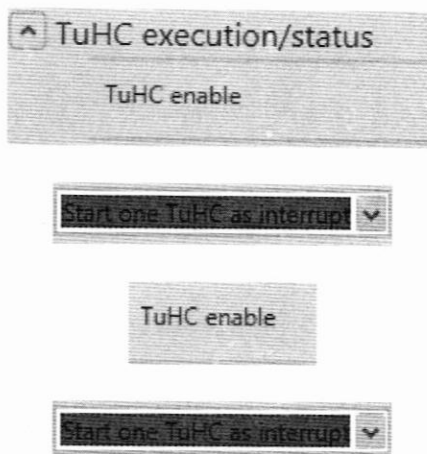 TuHC execution/status
TuHC enable
Start one TuHC as interrupt
TuHC enable
Start one TuHC as interrupt